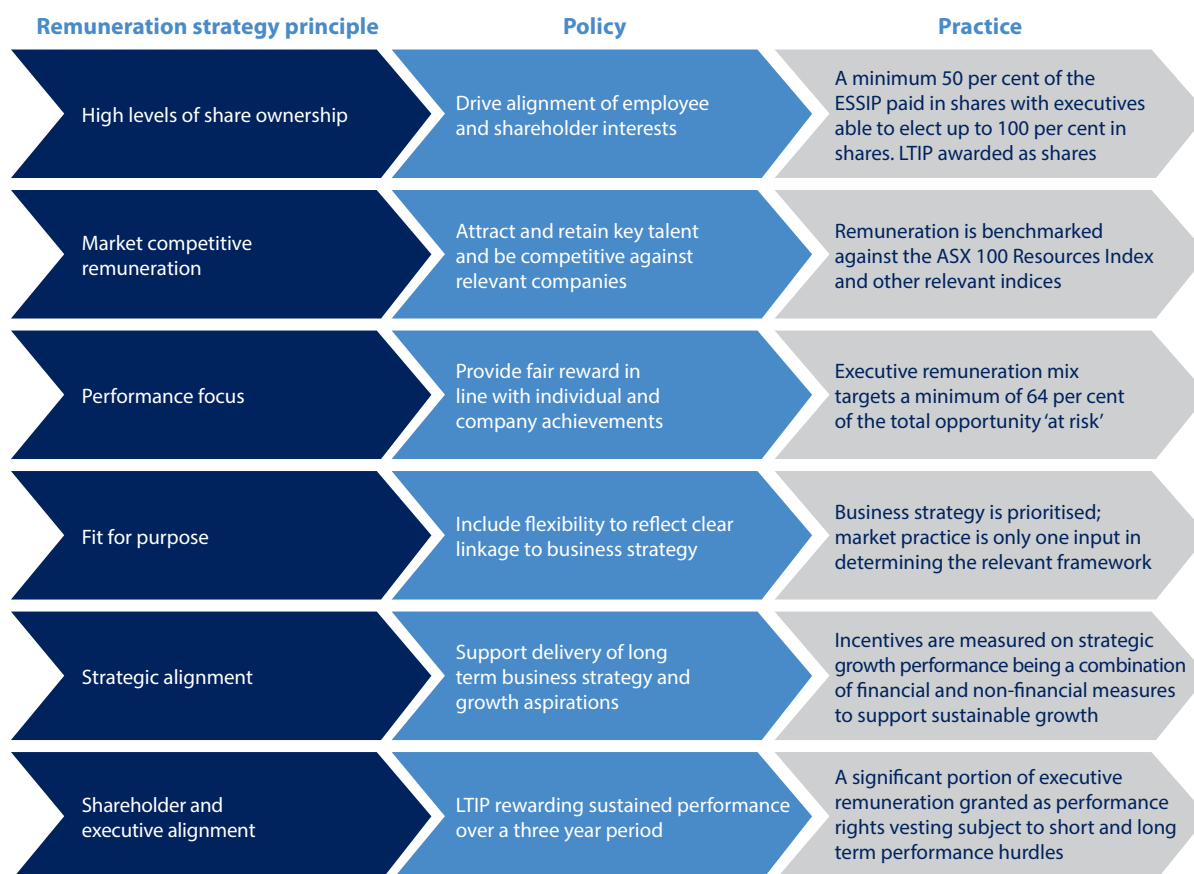 Remuneration strategy principle
Policy
Practice
High levels of share ownership
Drive alignment of employee
and shareholder interests
A minimum 50 per cent of the
ESSIP paid in shares with executives
able to elect up to 100 per cent in
shares. LTIP awarded as shares
Market competitive
remuneration
Attract and retain key talent
and be competitive against
relevant companies
Remuneration is benchmarked
against the ASX 100 Resources Index
and other relevant indices
Performance focus
Provide fair reward in
line with individual and
company achievements
Executive remuneration mix
targets a minimum of 64 per cent
of the total opportunity ‘at risk’
Fit for purpose
Include flexibility to reflect clear
linkage to business strategy
Business strategy is prioritised;
market practice is only one input in
determining the relevant framework
Strategic alignment
Support delivery of long
term business strategy and
growth aspirations
Incentives are measured on strategic
growth performance being a combination
of financial and non-financial measures
to support sustainable growth
Shareholder and
executive alignment
LTIP rewarding sustained performance
over a three year period
A significant portion of executive
remuneration granted as performance
rights vesting subject to short and long
term performance hurdles